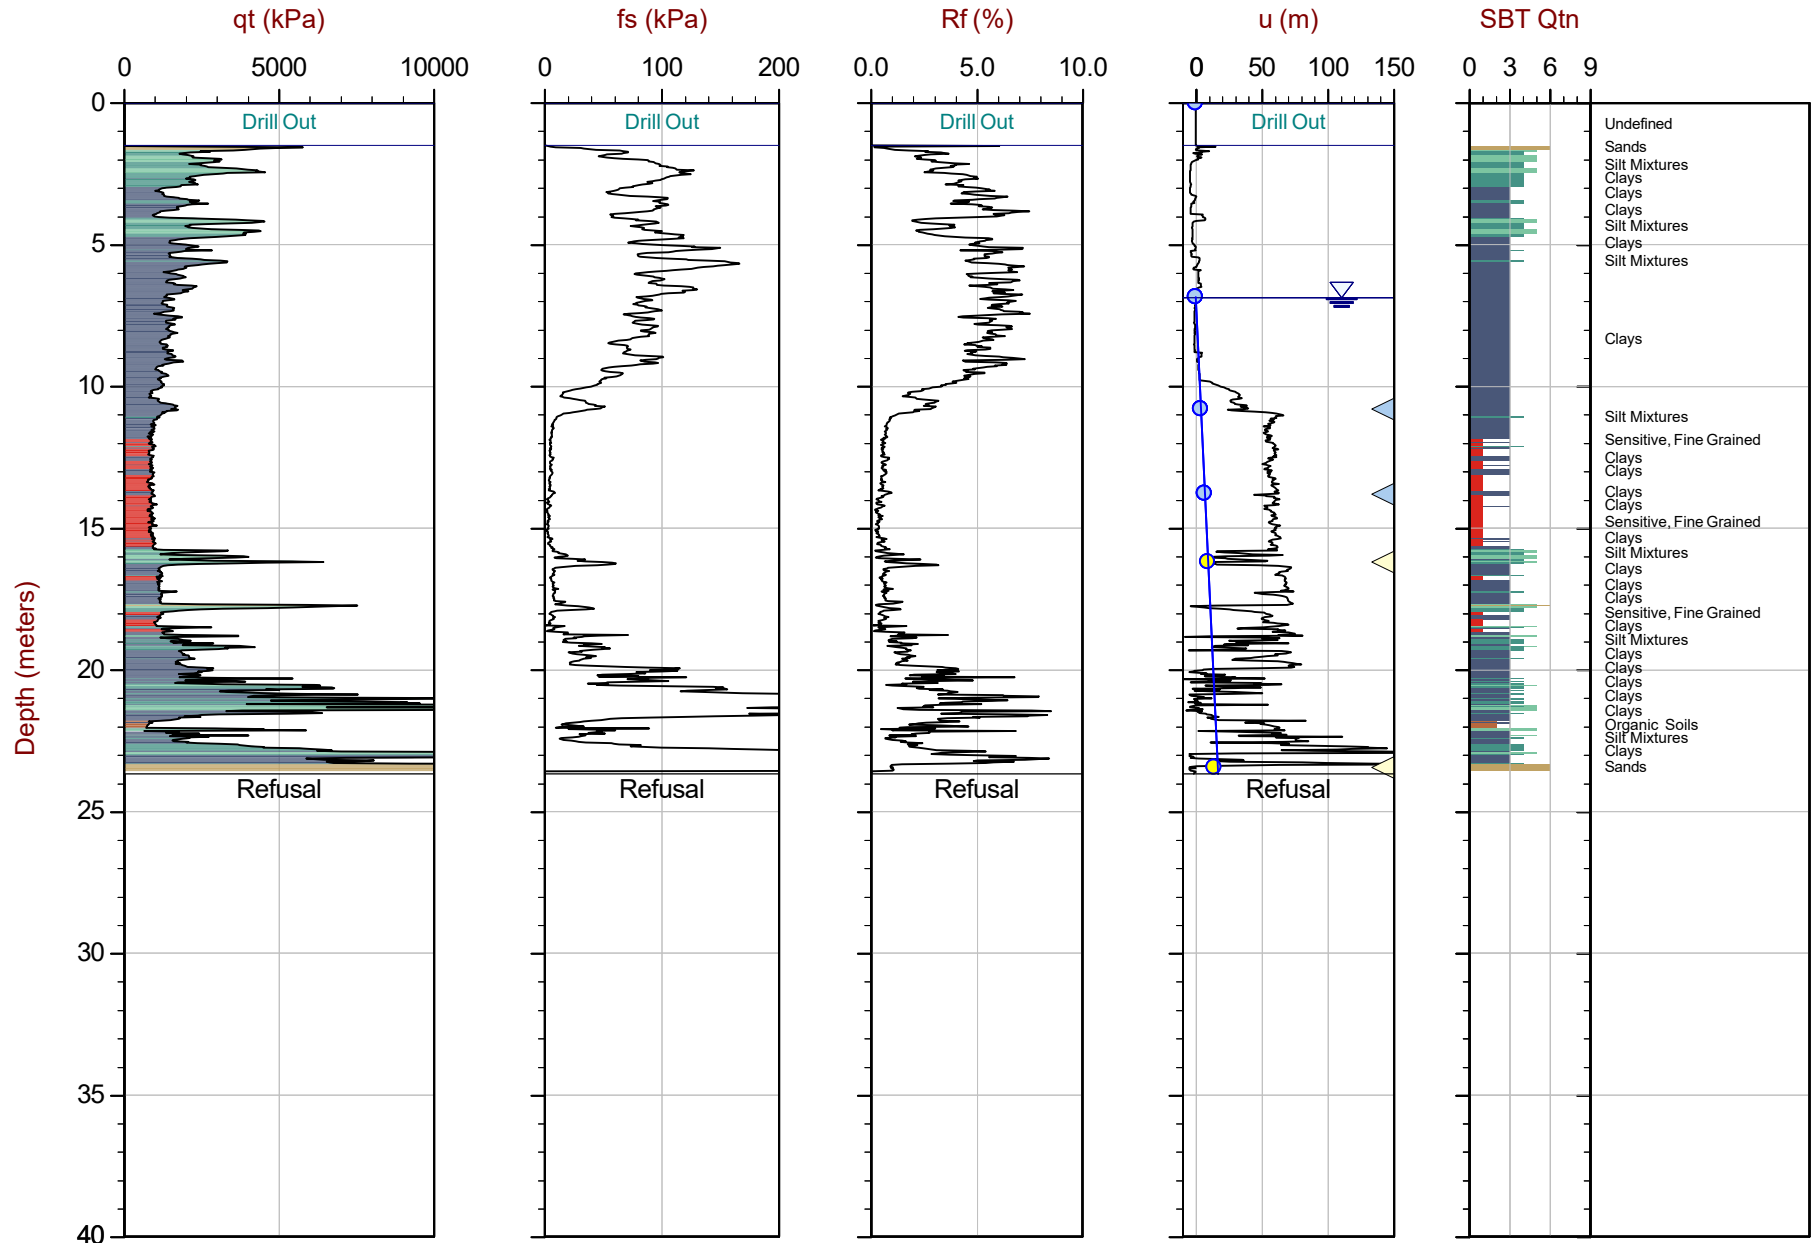 qt (kPa) fs (kPa) Rf (%) u (m) SBT Qtn
0 5000 10000 0 100 200 0.0 5.0 10.0 0 50 100 150 0 3 6 9
0
Drill Out Drill Out Drill Out Drill Out
Undefined
Sands
Silt Mixtures
Clays
Clays
Clays
Silt Mixtures
Clays
5
Silt Mixtures
Clays
10
Silt Mixtures
Sensitive, Fine Grained
Clays
Clays
Clays
Clays
Sensitive, Fine Grained
15
Clays
Silt Mixtures
Clays
Clays
Clays
Sensitive, Fine Grained
Clays
Silt Mixtures
Clays
Clays
20
Clays
Clays
Clays
Organic Soils
Silt Mixtures
Clays
Sands
Refusal Refusal Refusal Refusal
25
30
35
40
Depth (meters)